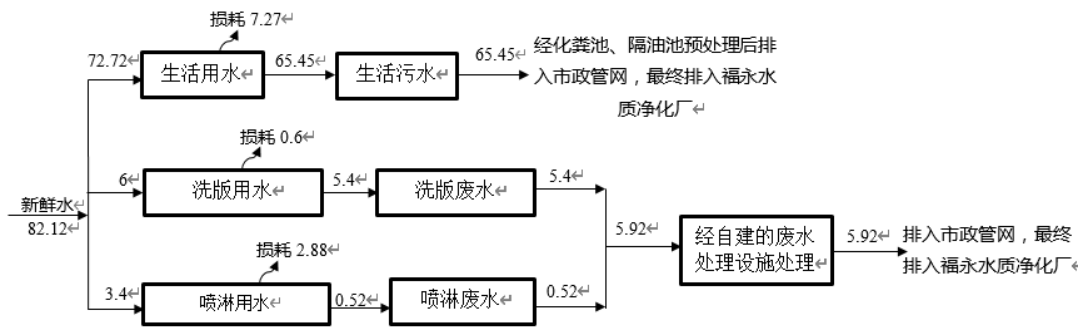 损耗 7.27↵
72.72↵
生活用水↵
65.45↵
生活污水↵
65.45↵
经化粪池、隔油池预处理后排
入市政管网，最终排入福永水
质净化厂↵
损耗 0.6↵
6↵
洗版用水↵
5.4↵
洗版废水↵
5.4↵
新鲜水↵
82.12↵
5.92↵
经自建的废水
处理设施处理↵
5.92↵
排入市政管网，最终
排入福永水质净化厂↵
损耗 2.88↵
3.4↵
喷淋用水↵
0.52↵
喷淋废水↵
0.52↵